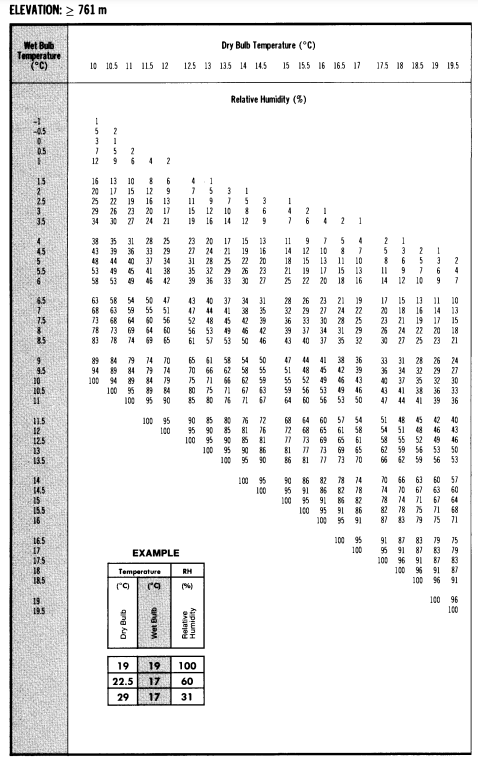 ELEVATION: ≥ 761 m
Wet Bulb Temperature (°C)
Dry Bulb Temperature (°C)
10 10.5 11 11.5 12 12.5 13 13.5 14 14.5 15 15.5 16 16.5 17 17.5 18 18.5 19 19.5
Relative Humidity (%)
-1 1
-0.5 5 2
0 3 1
0.5 7 5 2
1 12 9 6 4 2
1.5 16 13 10 8 6 4 1
2 20 17 15 12 9 7 5 3 1
2.5 25 22 19 16 13 11 9 7 5 3 1
3 29 26 23 20 17 15 12 10 8 6 4 2 1
3.5 34 30 27 24 21 19 16 14 12 9 7 6 4 2 1
4 38 35 31 28 25 23 20 17 15 13 11 9 7 5 4 2 1
4.5 43 39 36 33 29 27 24 21 19 16 14 12 10 8 7 5 3 2 1
5 48 44 40 37 34 31 28 25 22 20 18 15 13 11 10 8 6 5 3 2
5.5 53 49 45 41 38 35 32 29 26 23 21 19 17 15 13 11 9 7 6 4
6 58 53 49 46 42 39 36 33 30 27 25 22 20 18 16 14 12 10 9 7
6.5 63 58 54 50 47 43 40 37 34 31 28 26 23 21 19 17 15 13 11 10
7 68 63 59 55 51 47 44 41 38 35 32 29 27 24 22 20 18 16 14 13
7.5 73 68 64 60 56 52 48 45 42 39 36 33 30 28 25 23 21 19 17 15
8 78 73 69 64 60 56 53 49 46 42 39 37 34 31 29 26 24 22 20 18
8.5 83 78 74 69 65 61 57 53 50 46 43 40 37 35 32 30 27 25 23 21
9 89 84 79 74 70 65 61 58 54 50 47 44 41 38 36 33 31 28 26 24
9.5 94 89 84 79 74 70 66 62 58 55 51 48 45 42 39 36 34 32 29 27
10 100 94 89 84 79 75 71 66 62 59 55 52 49 46 43 40 37 35 32 30
10.5 100 95 89 84 80 75 71 67 63 59 56 53 49 46 43 41 38 36 33
11 100 95 90 85 80 76 71 67 64 60 56 53 50 47 44 41 39 36
11.5 100 95 90 85 80 76 72 68 64 60 57 54 51 48 45 42 40
12 100 95 90 85 81 76 72 68 65 61 58 54 51 48 46 43
12.5 100 95 90 85 81 77 73 69 65 61 58 55 52 49 46
13 100 95 90 86 81 77 73 69 65 62 59 56 53 50
13.5 100 95 90 86 81 77 73 70 66 62 59 56 53
14 100 95 90 86 82 78 74 70 66 63 60 57
14.5 100 95 91 86 82 78 74 70 67 63 60
15 100 95 91 86 82 78 74 71 67 64
15.5 100 95 91 86 82 78 75 71 68
16 100 95 91 87 83 79 75 71
16.5 100 95 91 87 83 79 75
17 100 95 91 87 83 79
17.5 100 96 91 87 83
18 100 96 91 87
18.5 100 96 91
19 100 96
19.5 100
EXAMPLE
Temperature RH
(°C) (°C) (%)
Dry Bulb Wet Bulb Relative Humidity
19 19 100
22.5 17 60
29 17 31